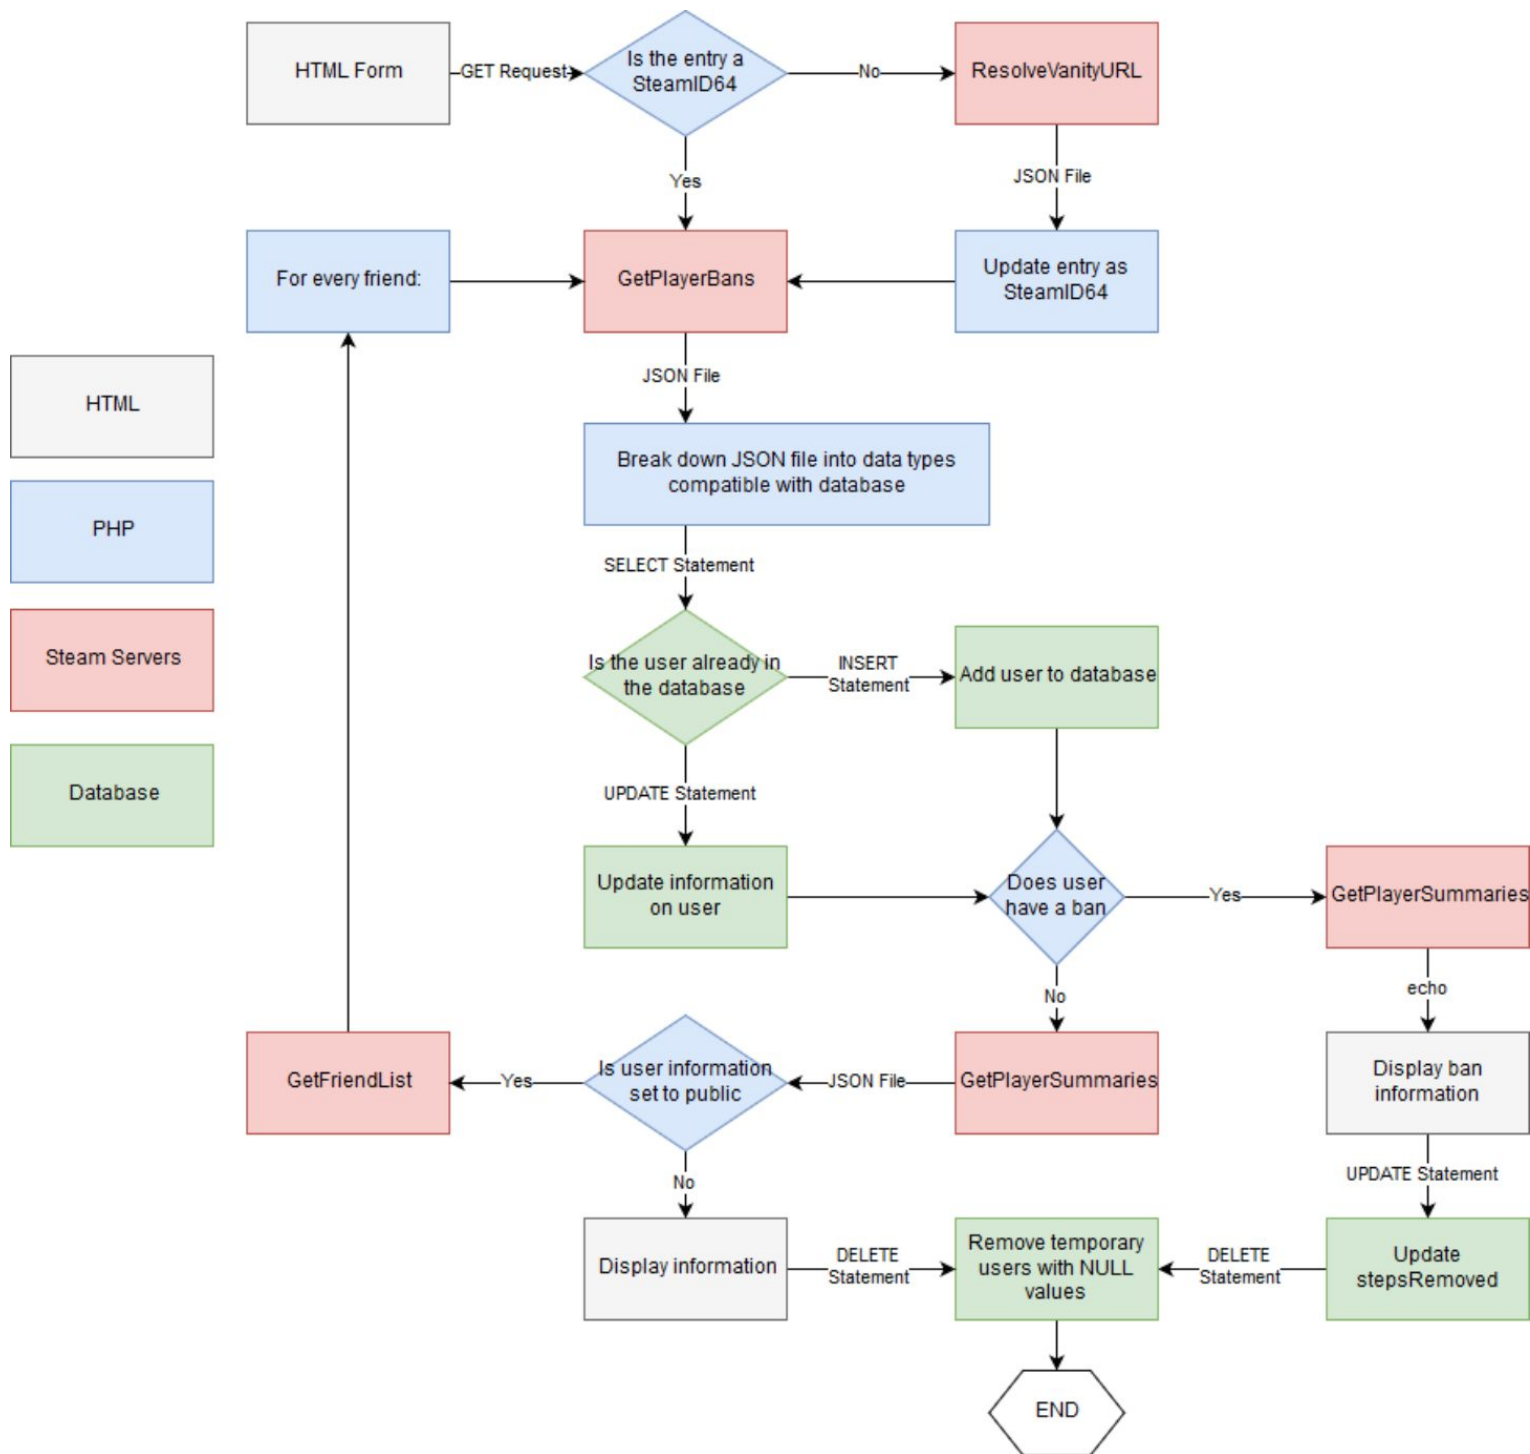 HTML Form
GET Request
Is the entry a
SteamID64
No
ResolveVanityURL
Yes
JSON File
For every friend:
GetPlayerBans
Update entry as
SteamID64
JSON File
HTML
Break down JSON file into data types
compatible with database
PHP
SELECT Statement
Steam Servers
Is the user already in
the database
INSERT
Statement
Add user to database
Database
UPDATE Statement
Update information
on user
Does user
have a ban
Yes
GetPlayerSummaries
No
echo
GetFriendList
Yes
Is user information
set to public
JSON File
GetPlayerSummaries
Display ban
information
No
UPDATE Statement
Display information
DELETE
Statement
Remove temporary
users with NULL
values
DELETE
Statement
Update
stepsRemoved
END